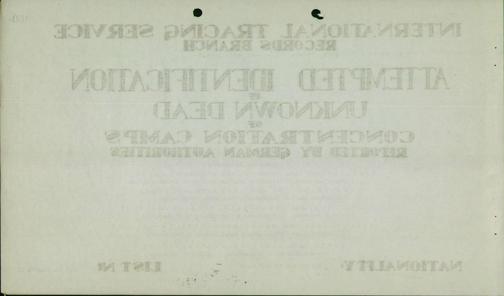 INTERNATIONAL TRACING SERVICE
RECORDS BRANCH
ATTEMPTED IDENTIFICATION
OF
UNKNOWN DEAD
OF
CONCENTRATION CAMPS
REPORTED BY GERMAN AUTHORITIES
NATIONALITY
LIST No